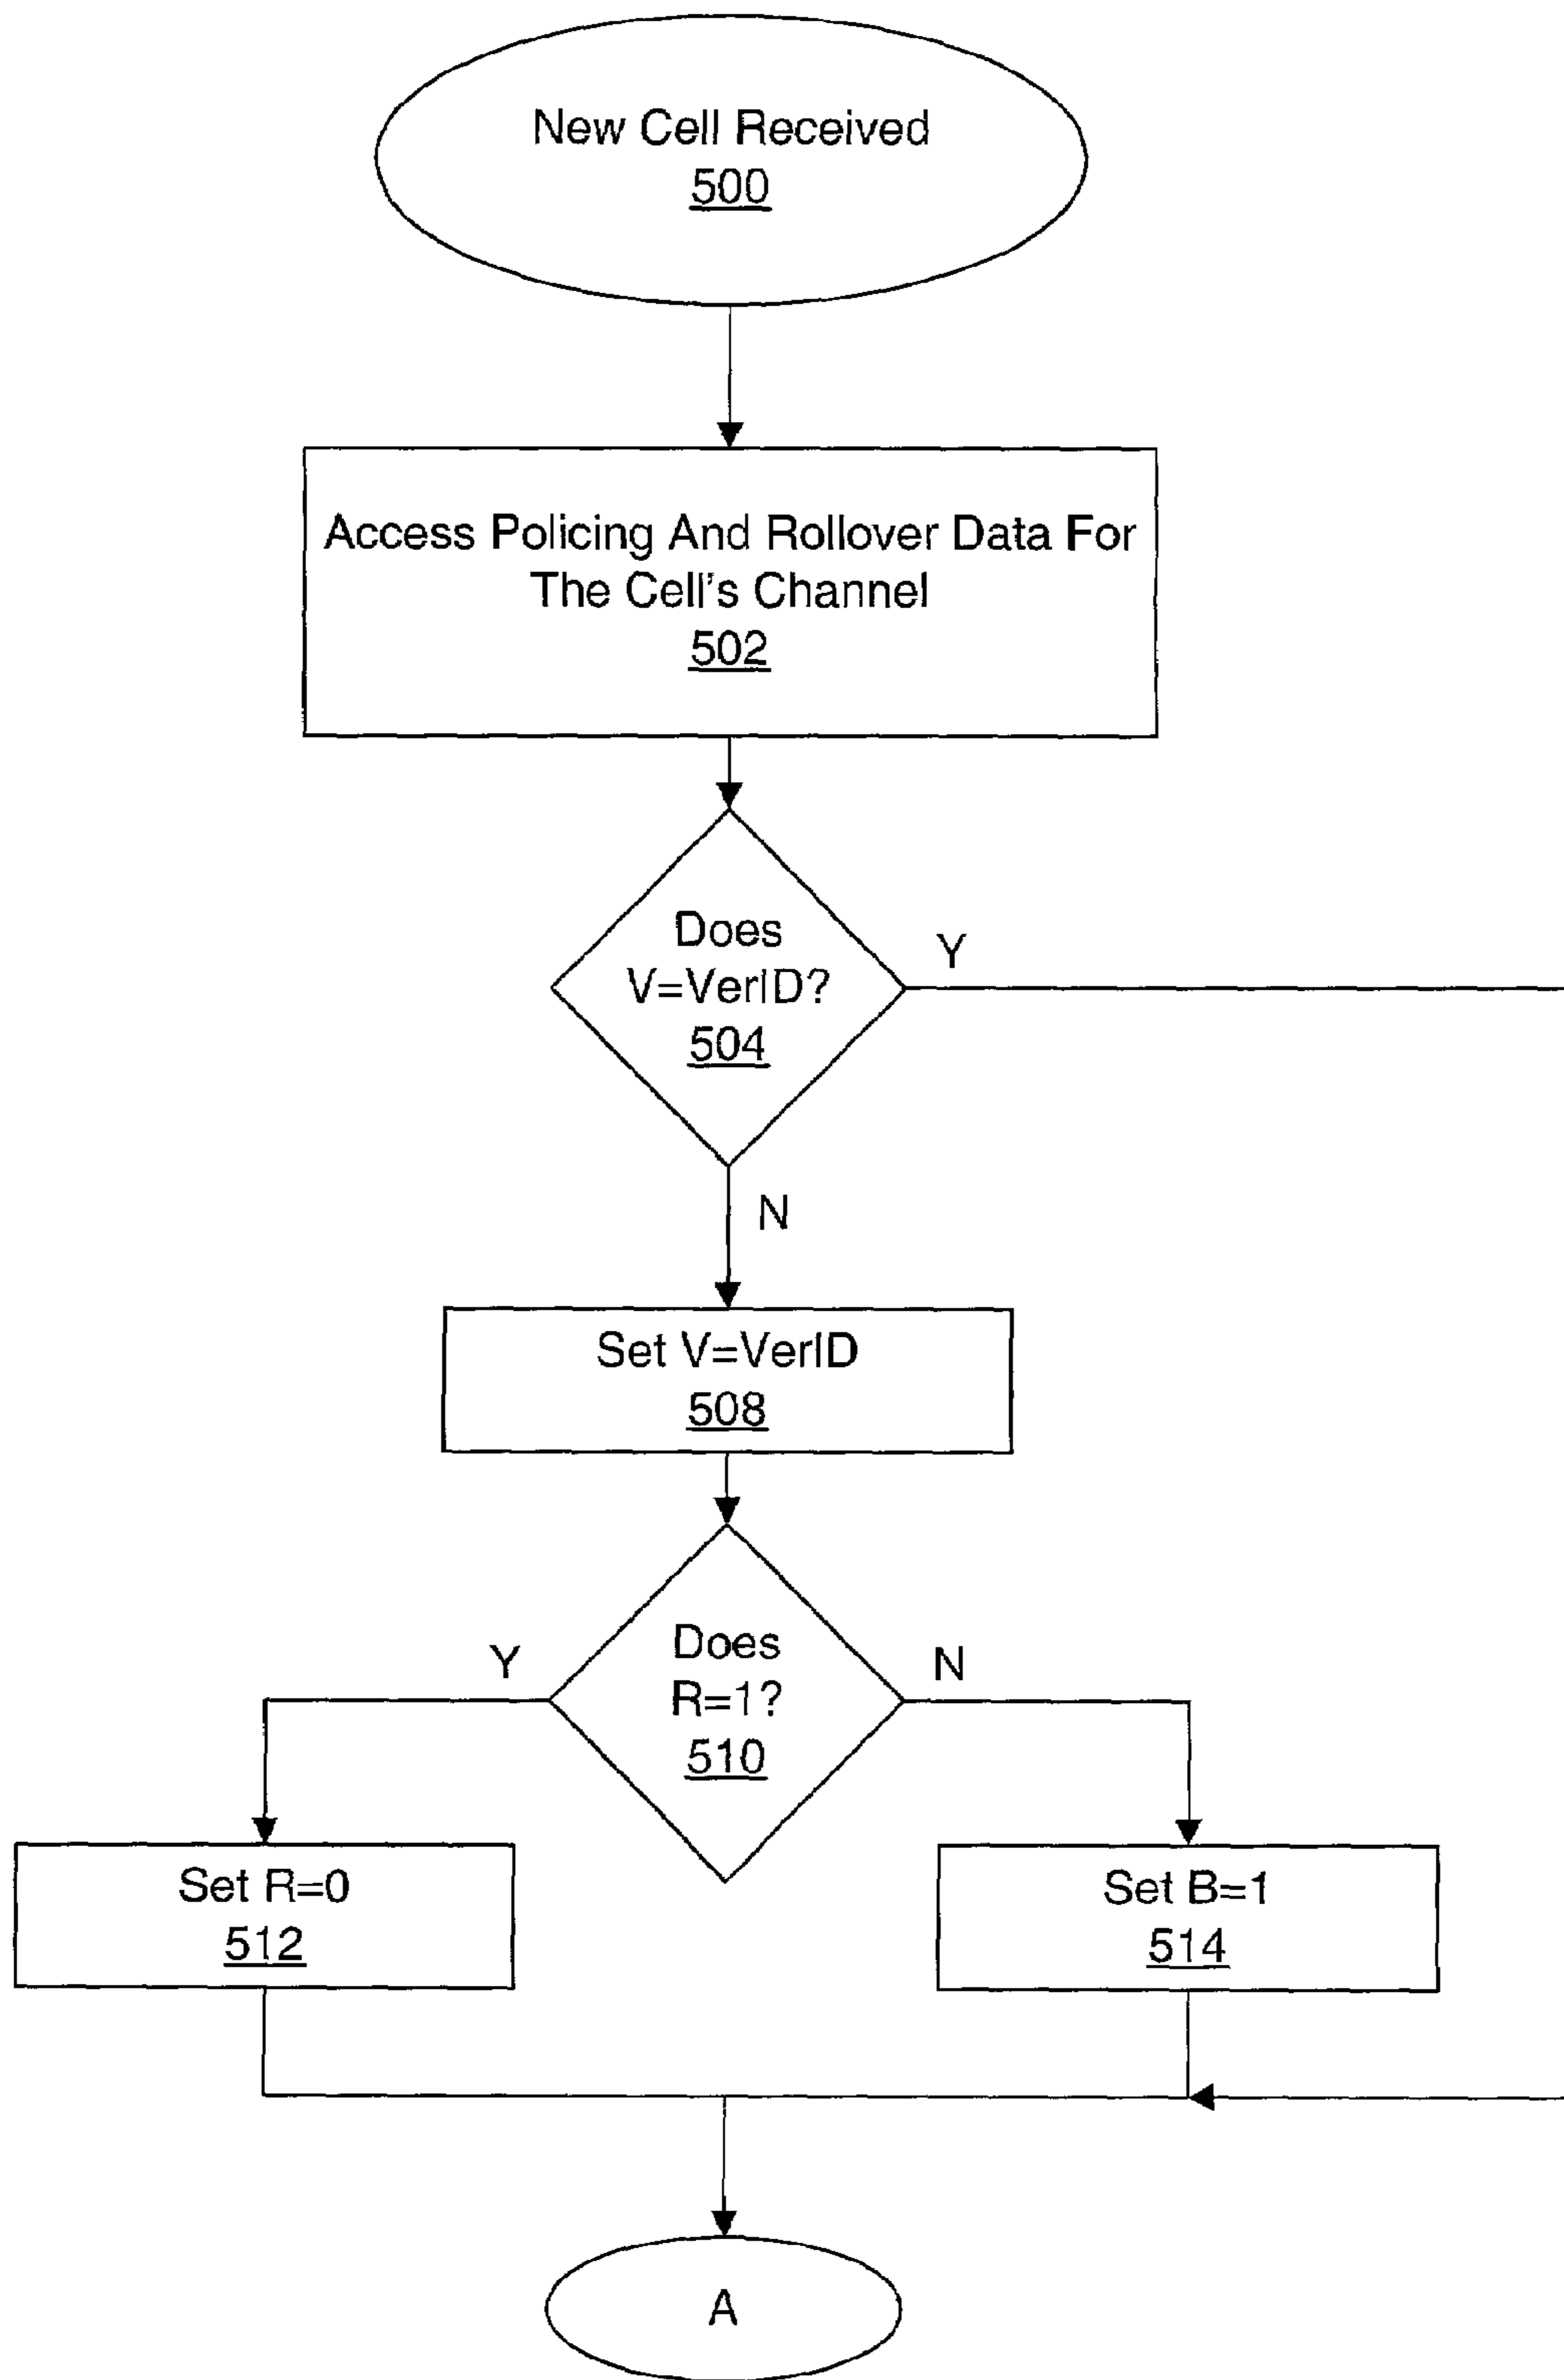 New Cell Received
500
Access Policing And Rollover Data For
The Cell's Channel
502
Does
V=VerID?
504
Y
N
Set V=VerID
508
Does
R=1?
510
Y
N
Set R=0
512
Set B=1
514
A